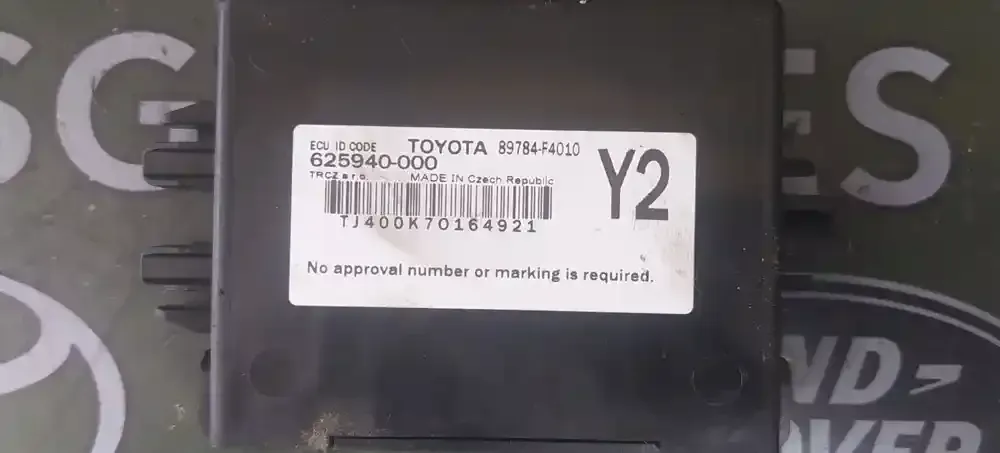 SG
ES
ECU ID CODE TOYOTA 89784-F4010
625940-000
TRCZ s.r.o. MADE IN Czech Republic
Y2
TJ400K70164921
No approval number or marking is required.
ND
OVER